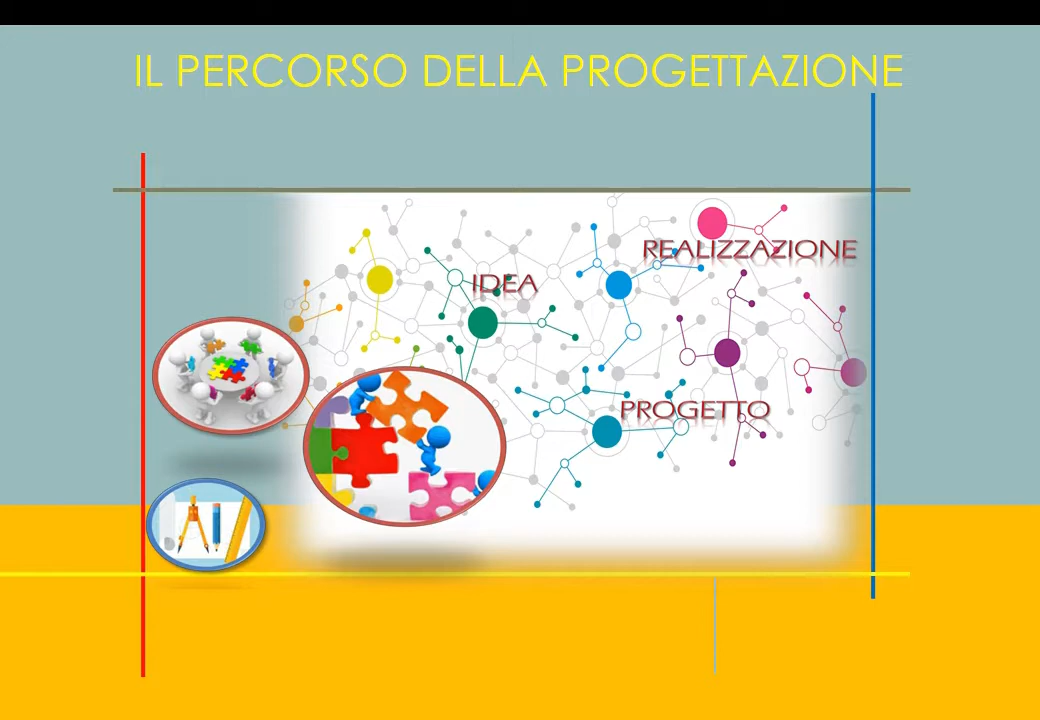 IL PERCORSO DELLA PROGETTAZIONE
REALIZZAZIONE
IDEA
PROGETTO